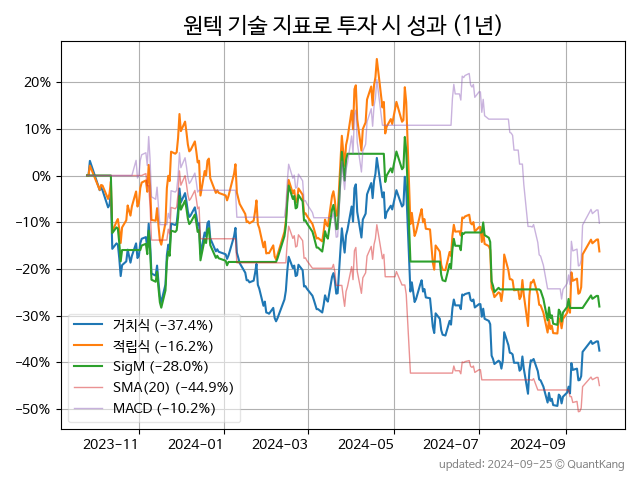 원텍 기술 지표로 투자 시 성과 (1년)
20%
10%
0%
−10%
−20%
−30%
−40%
−50%
거치식 (−37.4%)
적립식 (−16.2%)
SigM (−28.0%)
SMA(20) (−44.9%)
MACD (−10.2%)
2023−11 2024−01 2024−03 2024−05 2024−07 2024−09
updated: 2024−09−25 ⓒ QuantKang